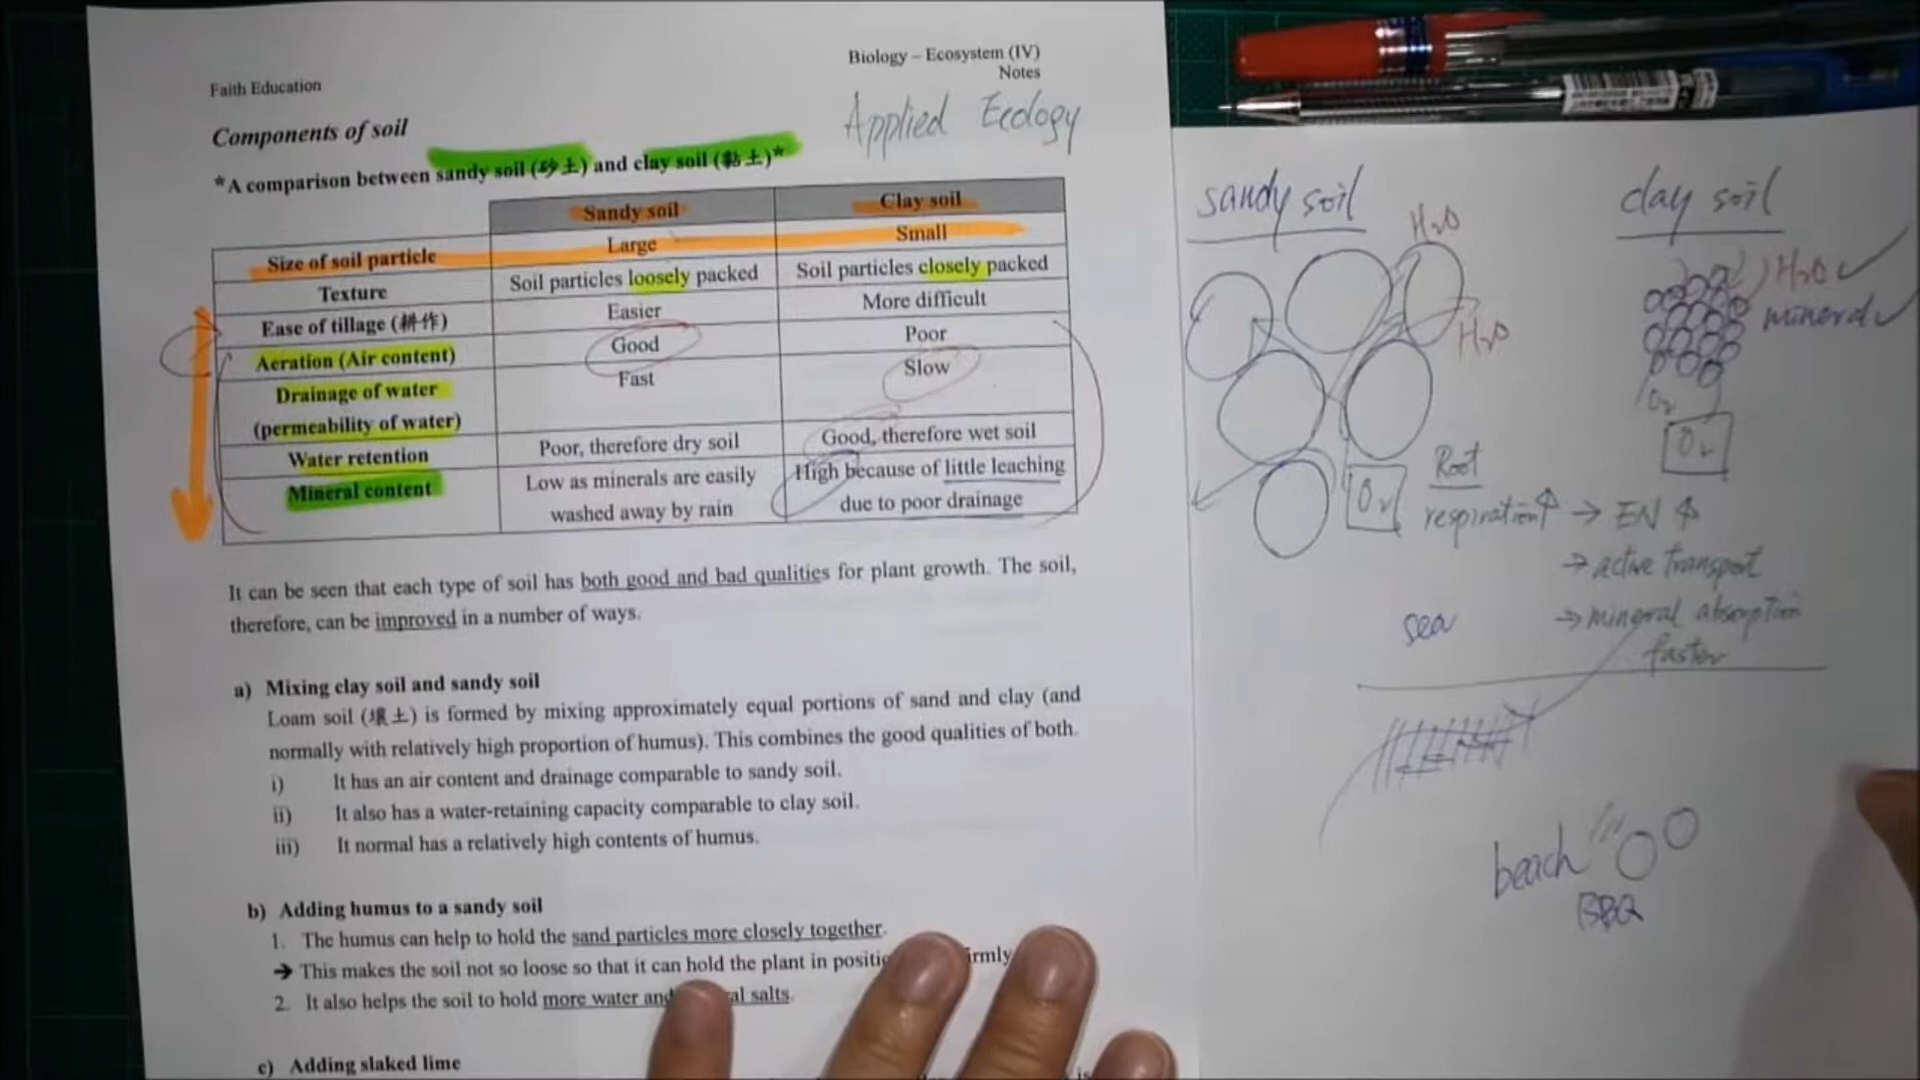 Faith Education
Biology – Ecosystem (IV)
Notes
Applied Ecology
Components of soil
*A comparison between sandy soil (砂土) and clay soil (黏土)*
Sandy soil Clay soil
Size of soil particle Large Small
Texture Soil particles loosely packed Soil particles closely packed
Ease of tillage (耕作) Easier More difficult
Aeration (Air content) Good Poor
Drainage of water Fast Slow
(permeability of water)
Water retention Poor, therefore dry soil Good, therefore wet soil
Mineral content Low as minerals are easily High because of little leaching
washed away by rain due to poor drainage
It can be seen that each type of soil has both good and bad qualities for plant growth. The soil,
therefore, can be improved in a number of ways.
a) Mixing clay soil and sandy soil
Loam soil (壤土) is formed by mixing approximately equal portions of sand and clay (and
normally with relatively high proportion of humus). This combines the good qualities of both.
i) It has an air content and drainage comparable to sandy soil.
ii) It also has a water-retaining capacity comparable to clay soil.
iii) It normal has a relatively high contents of humus.
b) Adding humus to a sandy soil
1. The humus can help to hold the sand particles more closely together.
➔ This makes the soil not so loose so that it can hold the plant in
2. It also helps the soil to hold more water and salts.
c) Adding slaked lime
sandy soil
H₂O
H₂O
O₂
clay soil
H₂O ✓
mineral ✓
O₂
O₂
Root
respiration↑ → EN ↑
→ active transport
→ mineral absorption
faster
sea
beach
BBQ